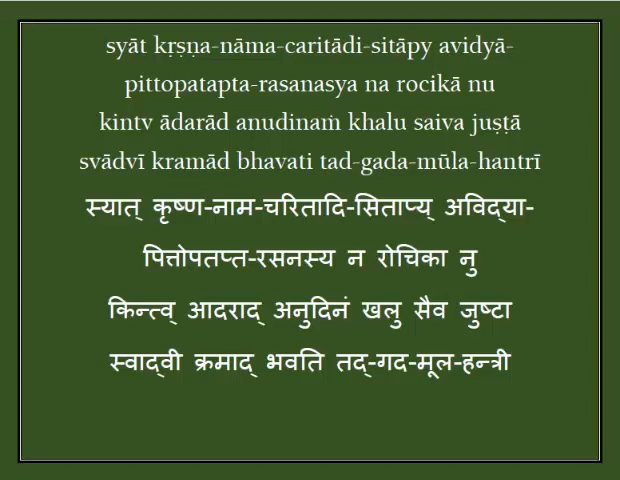 syāt kṛṣṇa-nāma-caritādi-sitāpy avidyā-
pittopatapta-rasanasya na rocikā nu
kintv ādarād anudinaṁ khalu saiva juṣṭā
svādvī kramād bhavati tad-gada-mūla-hantrī
स्यात् कृष्ण-नाम-चरितादि-सिताप्य् अविद्या-
पित्तोपतप्त-रसनस्य न रोचिका नु
किन्त्व् आदराद् अनुदिनं खलु सैव जुष्टा
स्वाद्वी क्रमाद् भवति तद्-गद-मूल-हन्त्री